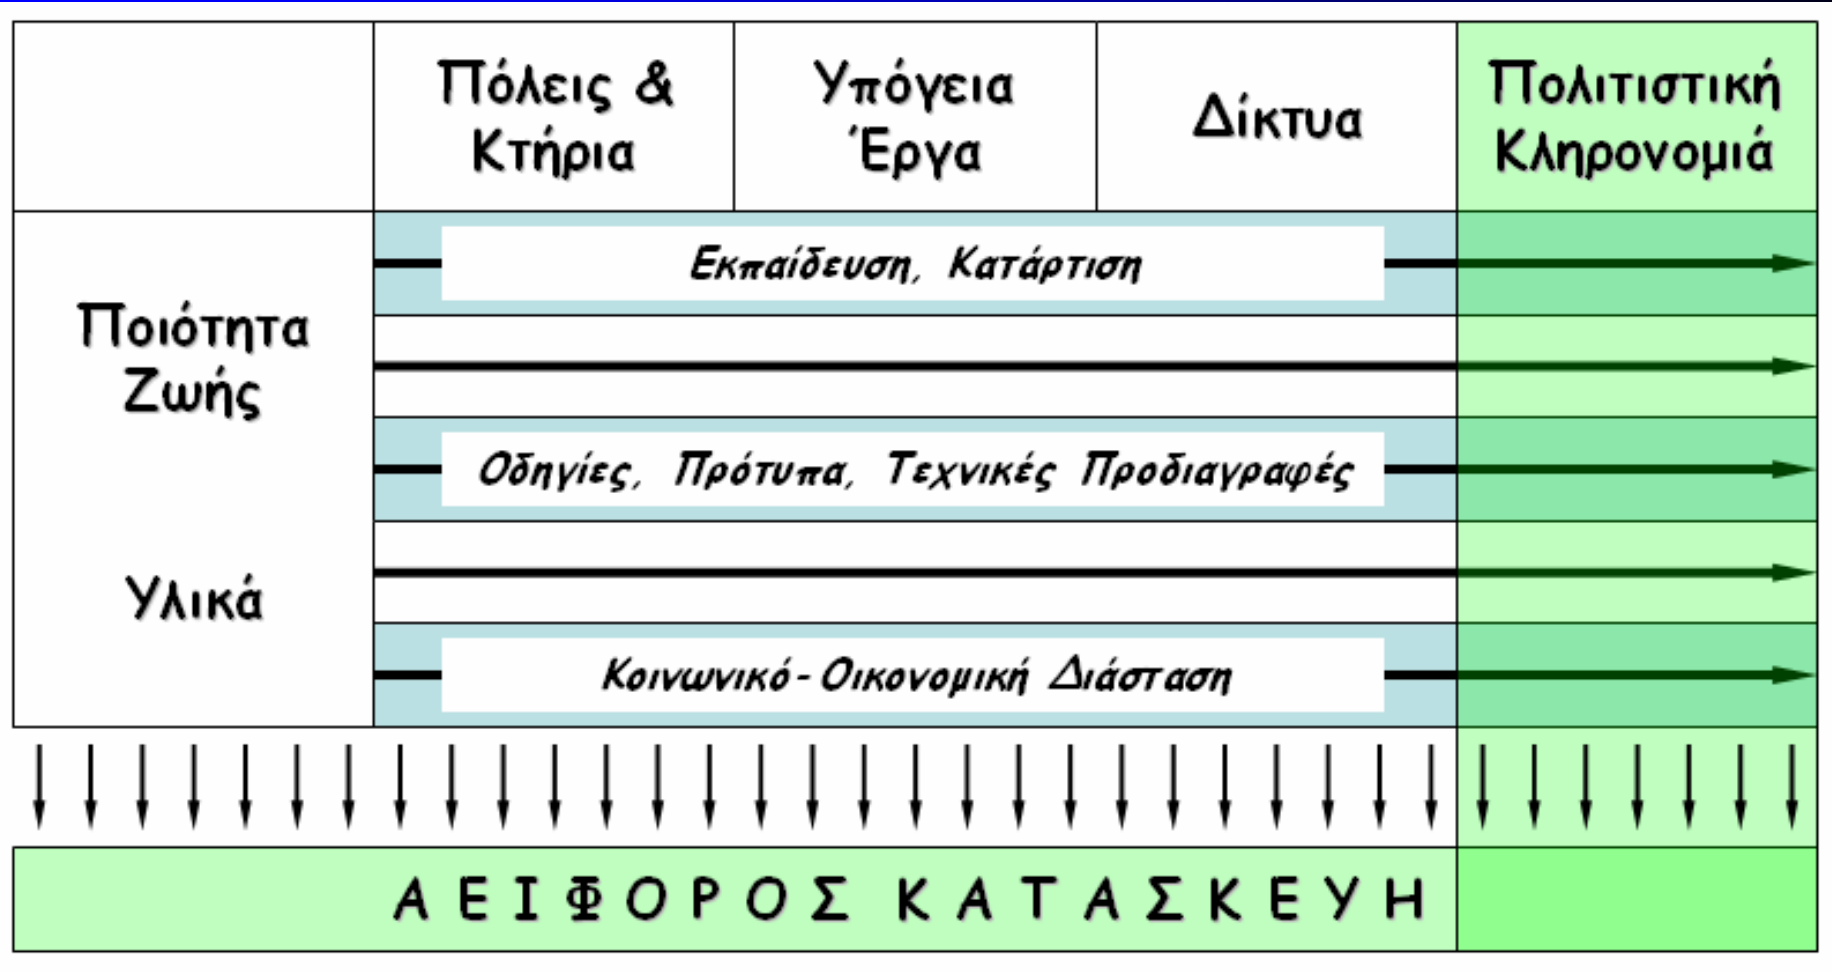 Πόλεις &
Κτήρια
Υπόγεια
Έργα
Δίκτυα
Πολιτιστική
Κληρονομιά
Εκπαίδευση, Κατάρτιση
Ποιότητα
Ζωής
Οδηγίες, Πρότυπα, Τεχνικές Προδιαγραφές
Υλικά
Κοινωνικό-Οικονομική Διάσταση
ΑΕΙΦΟΡΟΣ ΚΑΤΑΣΚΕΥΗ